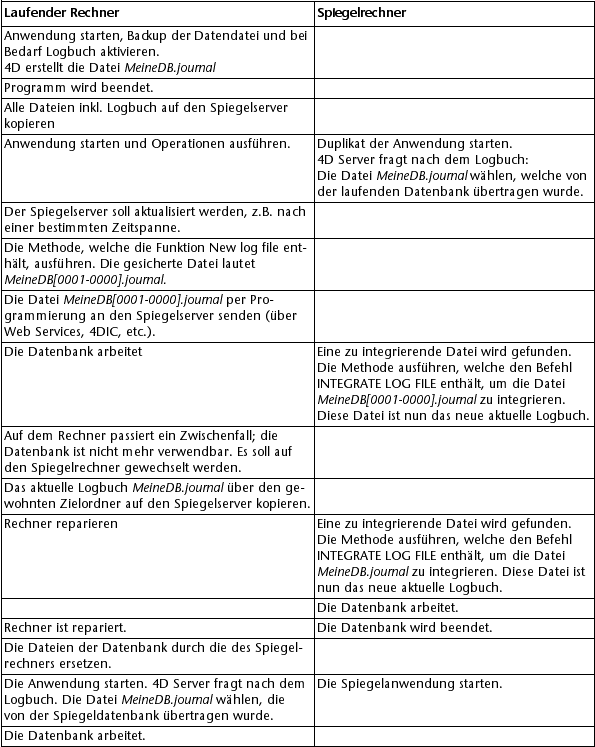 Laufender Rechner
Spiegelrechner
Anwendung starten, Backup der Datendatei und bei
Bedarf Logbuch aktivieren.
4D erstellt die Datei MeineDB.journal
Programm wird beendet.
Alle Dateien inkl. Logbuch auf den Spiegelserver
kopieren
Anwendung starten und Operationen ausführen.
Duplikat der Anwendung starten.
4D Server fragt nach dem Logbuch:
Die Datei MeineDB.journal wählen, welche von
der laufenden Datenbank übertragen wurde.
Der Spiegelserver soll aktualisiert werden, z.B. nach
einer bestimmten Zeitspanne.
Die Methode, welche die Funktion New log file ent-
hält, ausführen. Die gesicherte Datei lautet
MeineDB[0001-0000].journal.
Die Datei MeineDB[0001-0000].journal per Pro-
grammierung an den Spiegelserver senden (über
Web Services, 4DIC, etc.).
Die Datenbank arbeitet
Eine zu integrierende Datei wird gefunden.
Die Methode ausführen, welche den Befehl
INTEGRATE LOG FILE enthält, um die Datei
MeineDB[0001-0000].journal zu integrieren.
Diese Datei ist nun das neue aktuelle Logbuch.
Auf dem Rechner passiert ein Zwischenfall; die
Datenbank ist nicht mehr verwendbar. Es soll auf
den Spiegelrechner gewechselt werden.
Das aktuelle Logbuch MeineDB.journal über den ge-
wohnten Zielordner auf den Spiegelserver kopieren.
Rechner reparieren
Eine zu integrierende Datei wird gefunden.
Die Methode ausführen, welche den Befehl
INTEGRATE LOG FILE enthält, um die Datei
MeineDB.journal zu integrieren. Diese Datei ist
nun das neue aktuelle Logbuch.
Die Datenbank arbeitet.
Rechner ist repariert.
Die Datenbank wird beendet.
Die Dateien der Datenbank durch die des Spiegel-
rechners ersetzen.
Die Anwendung starten. 4D Server fragt nach dem
Logbuch. Die Datei MeineDB.journal wählen, die
von der Spiegeldatenbank übertragen wurde.
Die Spiegelanwendung starten.
Die Datenbank arbeitet.